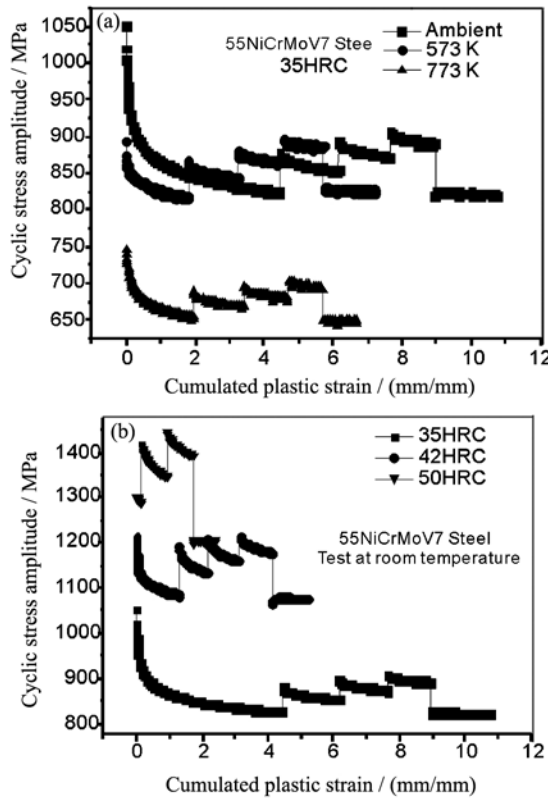 (a)
55NiCrMoV7 Stee
35HRC
Ambient
573 K
773 K
Cyclic stress amplitude / MPa
1050
1000
950
900
850
800
750
700
650
0
2
4
6
8
10
12
Cumulated plastic strain / (mm/mm)
(b)
35HRC
42HRC
50HRC
55NiCrMoV7 Steel
Test at room temperature
Cyclic stress amplitude / MPa
1400
1300
1200
1100
1000
900
800
0
2
4
6
8
10
12
Cumulated plastic strain / (mm/mm)